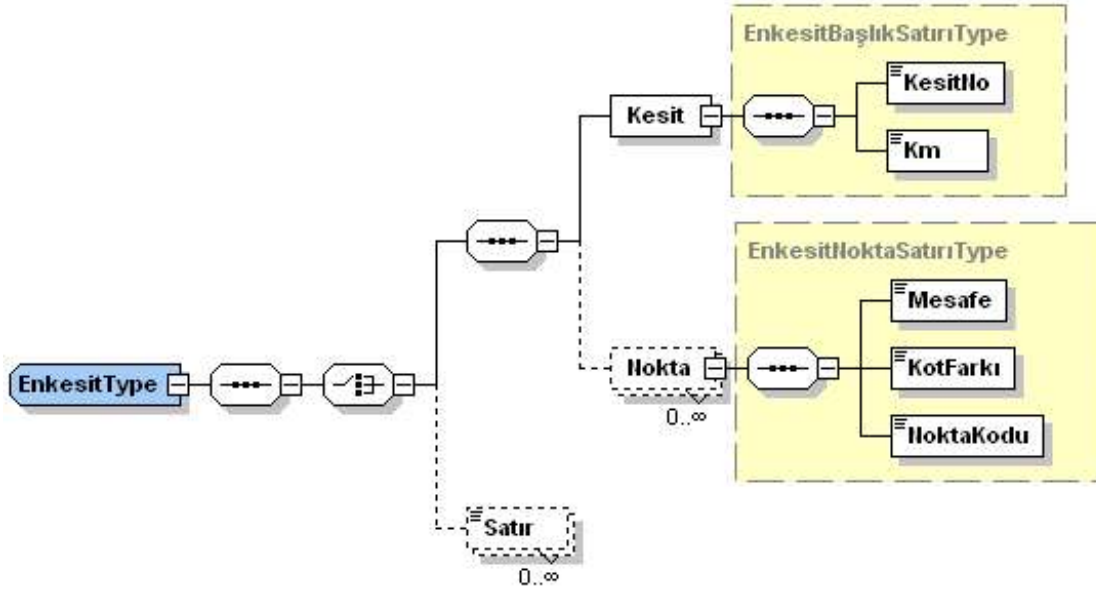 EnkesitBaşlıkSatırıType
KesitNo
Kesit
Km
EnkesitNoktaSatırıType
Mesafe
EnkesitType
Nokta
KotFarkı
0..∞
NoktaKodu
Satır
0..∞